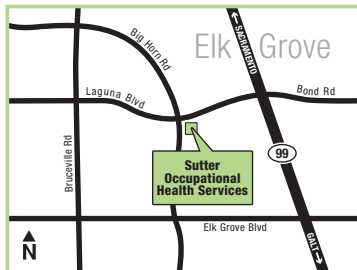 Big Horn Rd
Elk Grove
SACRAMENTO
Laguna Blvd
Bond Rd
Bruceville Rd
Sutter
Occupational
Health Services
99
Elk Grove Blvd
GALT
N